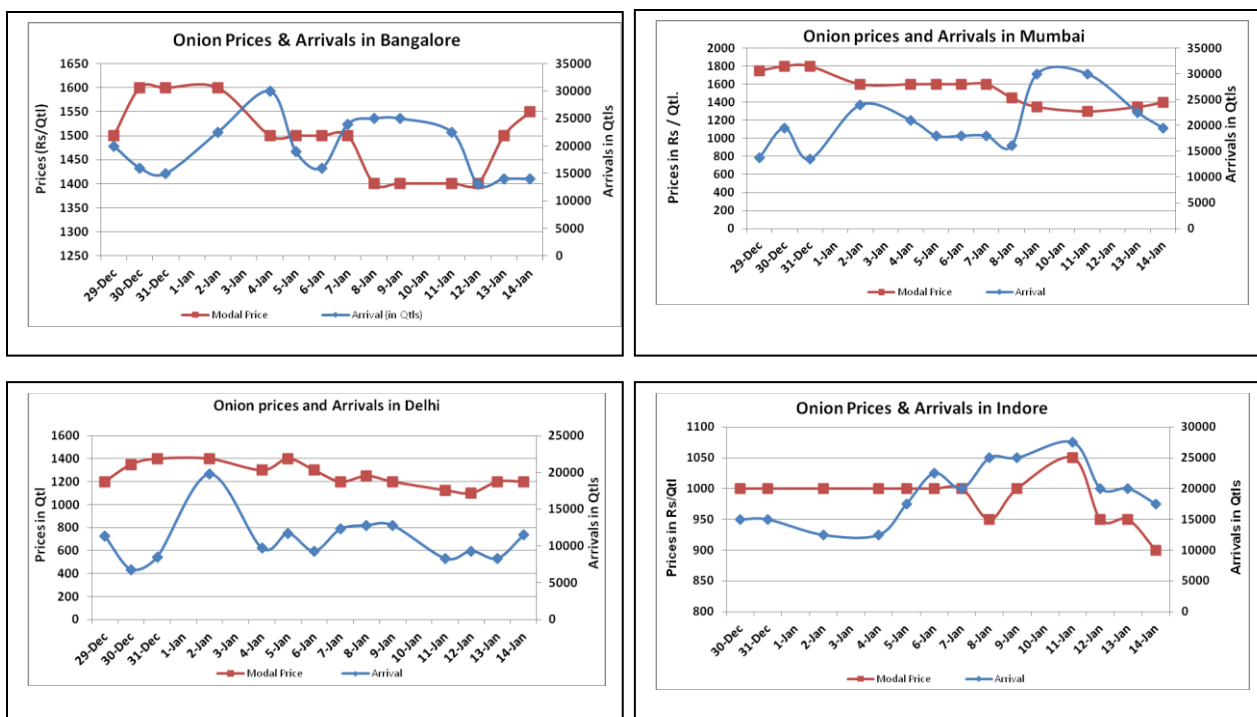 Onion Prices & Arrivals in Bangalore
Prices (Rs/Qtl)
1650
1600
1550
1500
1450
1400
1350
1300
1250
35000
30000
25000
20000
15000
10000
5000
0
Arrivals in Qtls
29-Dec
30-Dec
31-Dec
1-Jan
2-Jan
3-Jan
4-Jan
5-Jan
6-Jan
7-Jan
8-Jan
9-Jan
10-Jan
11-Jan
12-Jan
13-Jan
14-Jan
Modal Price
Arrival (in Qtls)
Onion prices and Arrivals in Mumbai
Prices in Rs / Qtl.
2000
1800
1600
1400
1200
1000
800
600
400
200
0
35000
30000
25000
20000
15000
10000
5000
0
Arrivals in Qtls
29-Dec
30-Dec
31-Dec
1-Jan
2-Jan
3-Jan
4-Jan
5-Jan
6-Jan
7-Jan
8-Jan
9-Jan
10-Jan
11-Jan
12-Jan
13-Jan
14-Jan
Modal Price
Arrival
Onion prices and Arrivals in Delhi
Prices in Qtl
1600
1400
1200
1000
800
600
400
200
0
25000
20000
15000
10000
5000
0
Arrivals in Qtls
29-Dec
30-Dec
31-Dec
1-Jan
2-Jan
3-Jan
4-Jan
5-Jan
6-Jan
7-Jan
8-Jan
9-Jan
10-Jan
11-Jan
12-Jan
13-Jan
14-Jan
Modal Price
Arrival
Onion Prices & Arrivals in Indore
Prices in Rs/Qtl
1100
1050
1000
950
900
850
800
30000
25000
20000
15000
10000
5000
0
Arrivals in Qtls
30-Dec
31-Dec
1-Jan
2-Jan
3-Jan
4-Jan
5-Jan
6-Jan
7-Jan
8-Jan
9-Jan
10-Jan
11-Jan
12-Jan
13-Jan
14-Jan
Modal Price
Arrival